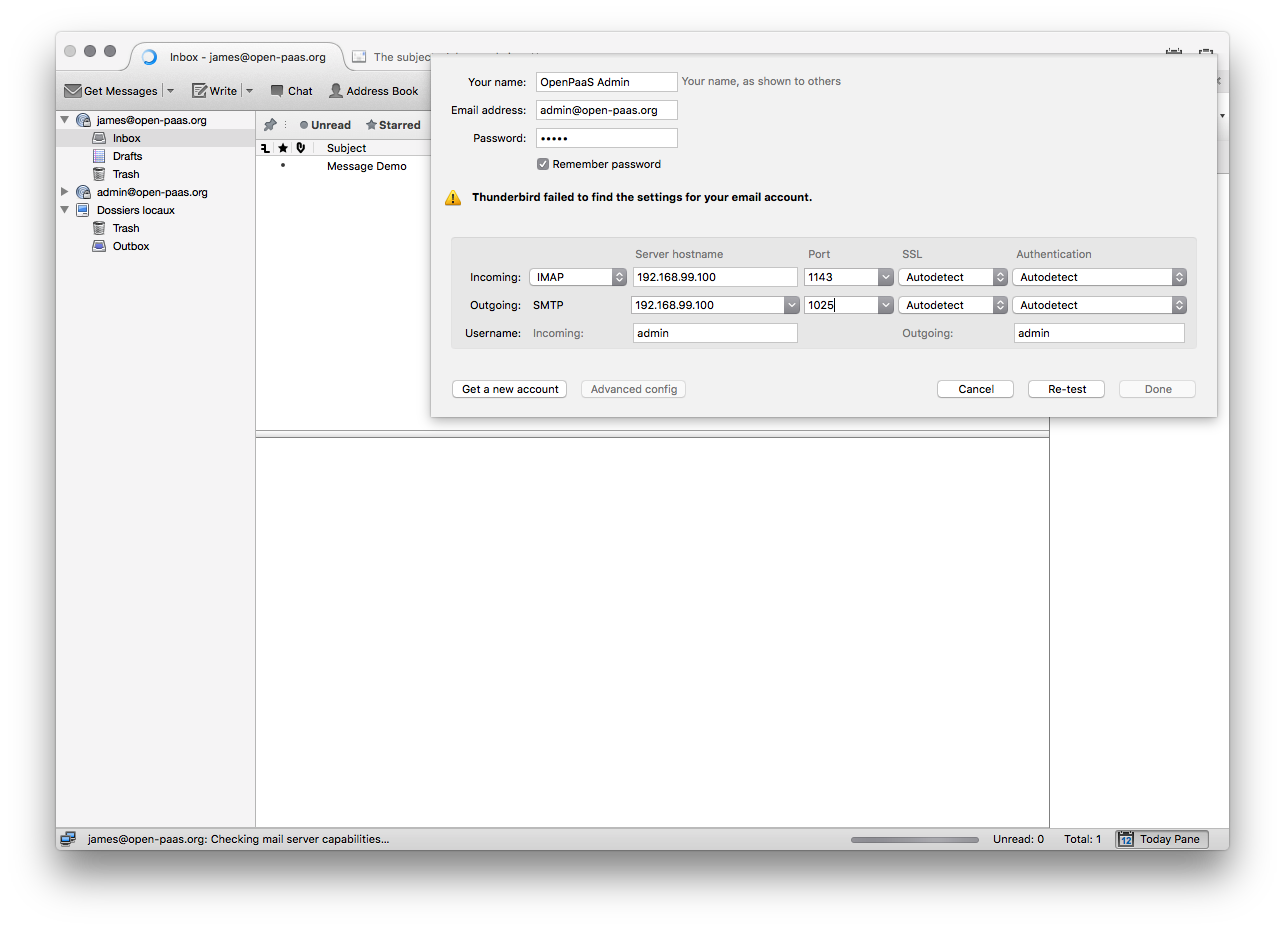 Inbox - james@open-paas.org
The subjec
Get Messages
Write
Chat
Address Book
james@open-paas.org
Inbox
Drafts
Trash
admin@open-paas.org
Dossiers locaux
Trash
Outbox
Unread
Starred
Subject
Message Demo
Your name: OpenPaaS Admin Your name, as shown to others
Email address: admin@open-paas.org
Password: •••••
Remember password
Thunderbird failed to find the settings for your email account.
Server hostname Port SSL Authentication
Incoming: IMAP 192.168.99.100 1143 Autodetect Autodetect
Outgoing: SMTP 192.168.99.100 1025 Autodetect Autodetect
Username: Incoming: admin Outgoing: admin
Get a new account Advanced config Cancel Re-test Done
james@open-paas.org: Checking mail server capabilities... Unread: 0 Total: 1 12 Today Pane